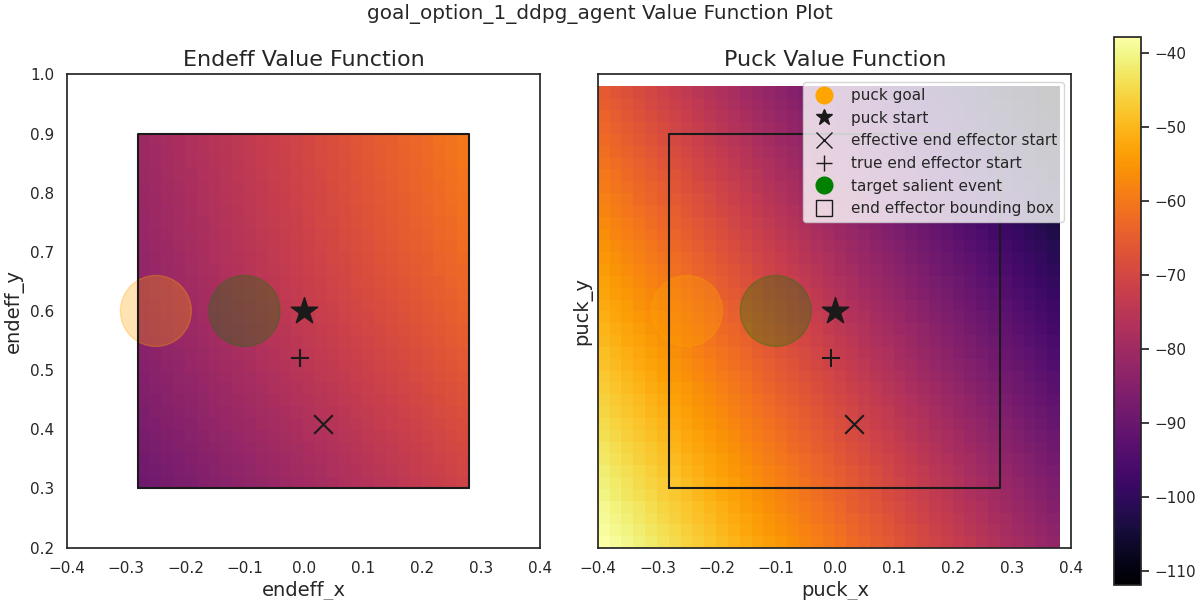 goal_option_1_ddpg_agent Value Function Plot
Endeff Value Function
endeff_y
1.0
0.9
0.8
0.7
0.6
0.5
0.4
0.3
0.2
−0.4 −0.3 −0.2 −0.1 0.0 0.1 0.2 0.3 0.4
endeff_x
Puck Value Function
puck goal
puck start
effective end effector start
true end effector start
target salient event
end effector bounding box
puck_y
−0.4 −0.3 −0.2 −0.1 0.0 0.1 0.2 0.3 0.4
puck_x
−40
−50
−60
−70
−80
−90
−100
−110